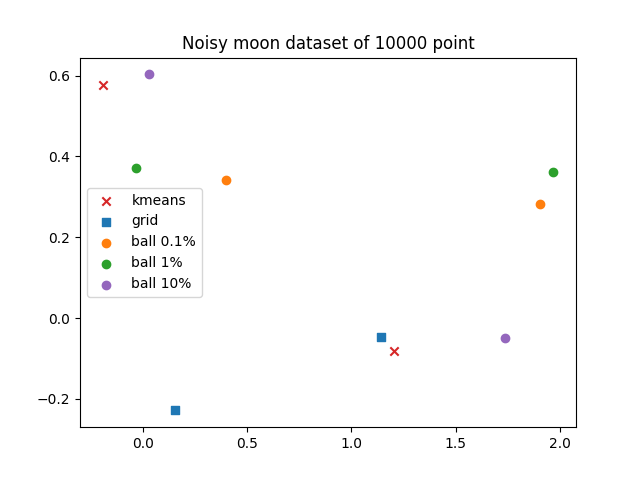 Noisy moon dataset of 10000 point
0.6
0.4
0.2
0.0
−0.2
kmeans
grid
ball 0.1%
ball 1%
ball 10%
0.0 0.5 1.0 1.5 2.0